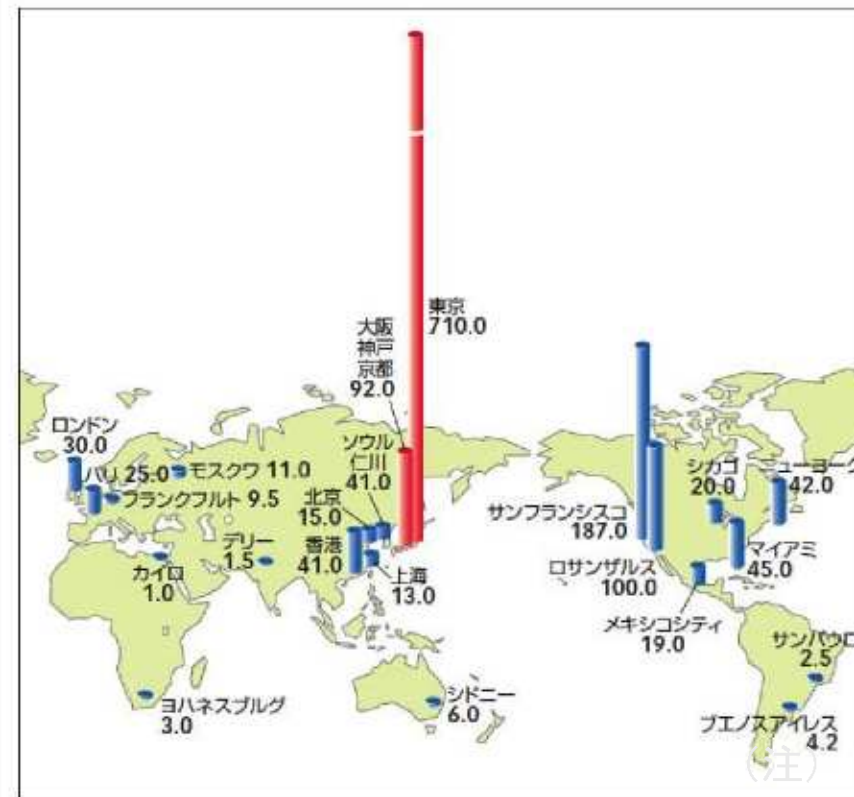 東京
710.0
大阪
神戸
京都
92.0
ロンドン
30.0
パリ 25.0
モスクワ 11.0
フランクフルト 9.5
ソウル
仁川
41.0
北京
15.0
デリー
1.5
香港
41.0
上海
13.0
カイロ
1.0
ヨハネスブルグ
3.0
シドニー
6.0
サンフランシスコ
187.0
ロサンザルス
100.0
シカゴ
20.0
ニューヨーク
42.0
マイアミ
45.0
メキシコシティ
19.0
サンパウロ
2.5
ブエノスアイレス
4.2
(注)